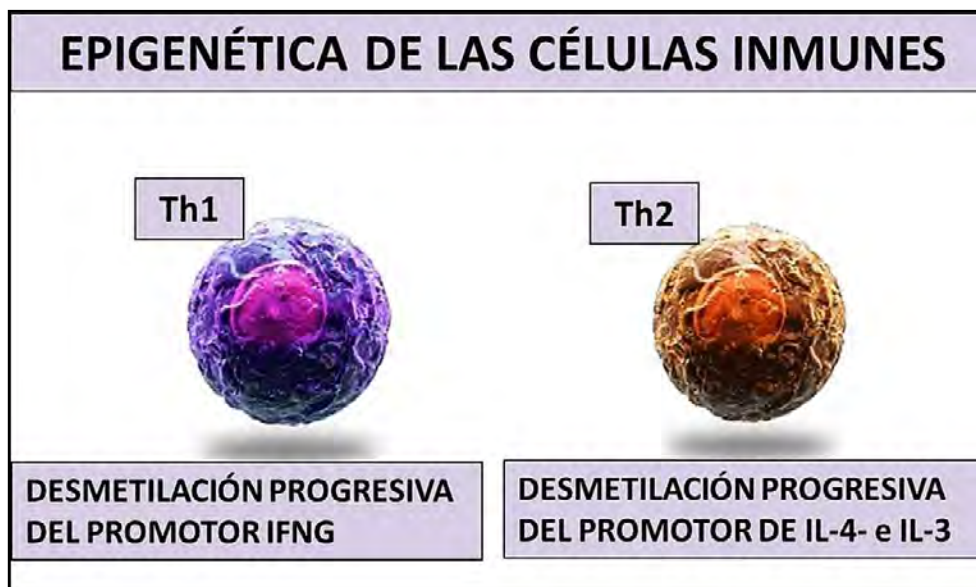 EPIGENÉTICA DE LAS CÉLULAS INMUNES
Th1
Th2
DESMETILACIÓN PROGRESIVA
DEL PROMOTOR IFNG
DESMETILACIÓN PROGRESIVA
DEL PROMOTOR DE IL-4- e IL-3